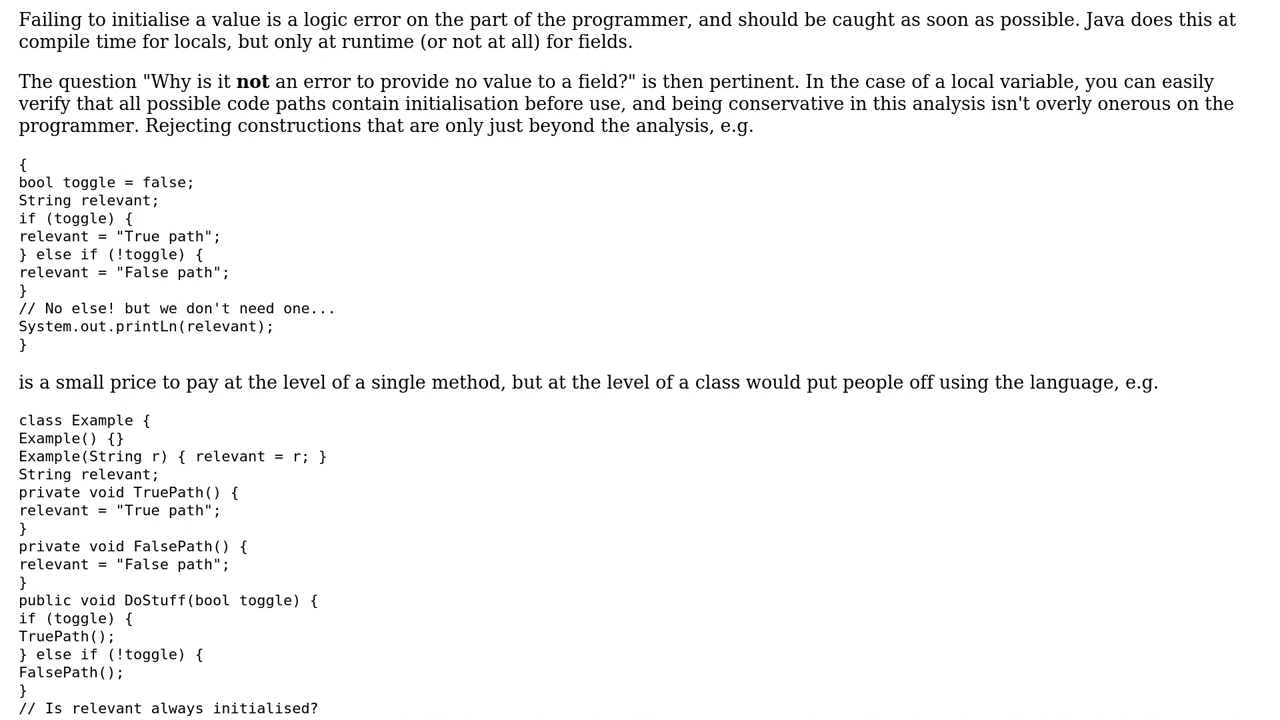 Failing to initialise a value is a logic error on the part of the programmer, and should be caught as soon as possible. Java does this at
compile time for locals, but only at runtime (or not at all) for fields.
The question "Why is it not an error to provide no value to a field?" is then pertinent. In the case of a local variable, you can easily
verify that all possible code paths contain initialisation before use, and being conservative in this analysis isn't overly onerous on the
programmer. Rejecting constructions that are only just beyond the analysis, e.g.
{
bool toggle = false;
String relevant;
if (toggle) {
relevant = "True path";
} else if (!toggle) {
relevant = "False path";
}
// No else! but we don't need one...
System.out.printLn(relevant);
}
is a small price to pay at the level of a single method, but at the level of a class would put people off using the language, e.g.
class Example {
Example() {}
Example(String r) { relevant = r; }
String relevant;
private void TruePath() {
relevant = "True path";
}
private void FalsePath() {
relevant = "False path";
}
public void DoStuff(bool toggle) {
if (toggle) {
TruePath();
} else if (!toggle) {
FalsePath();
}
// Is relevant always initialised?